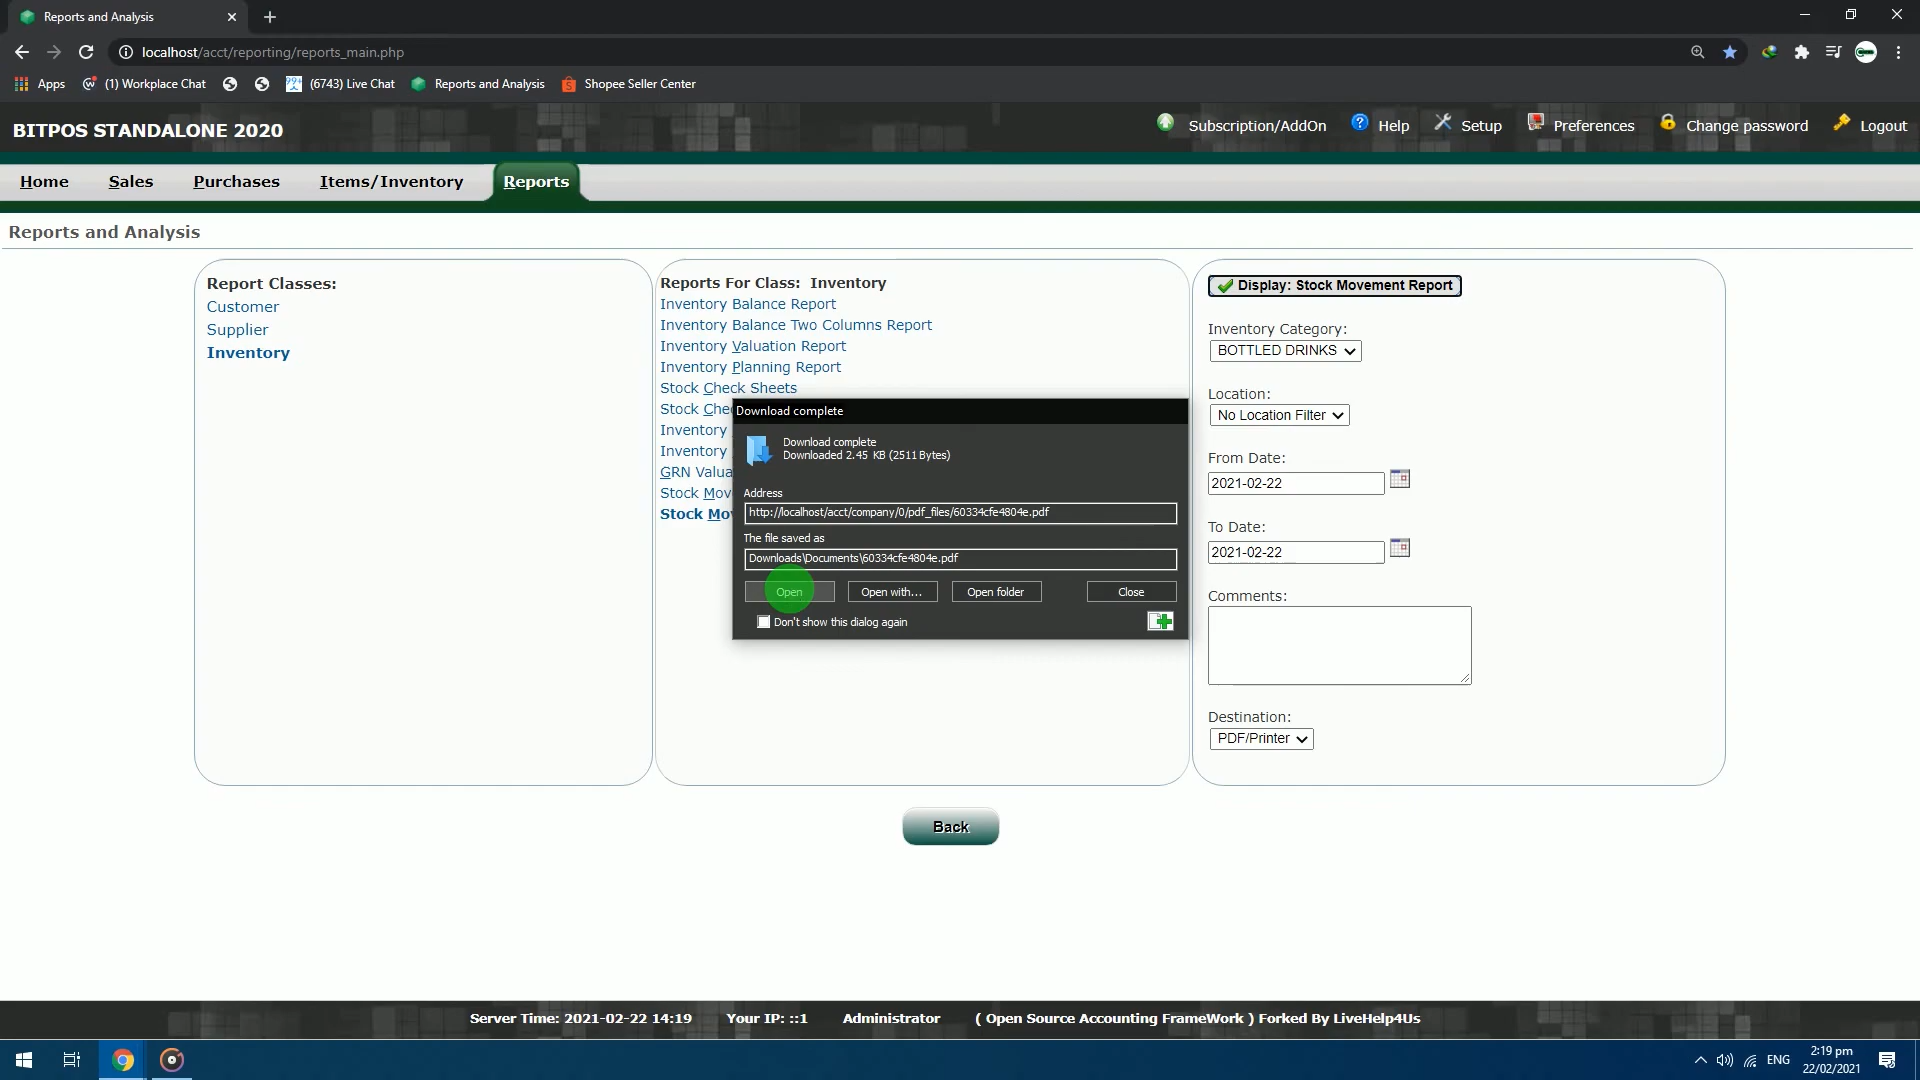 Reports and Analysis
localhost/acct/reporting/reports_main.php
Apps
(1) Workplace Chat
(6743) Live Chat
Reports and Analysis
Shopee Seller Center
BITPOS STANDALONE 2020
Subscription/AddOn
Help
Setup
Preferences
Change password
Logout
Home
Sales
Purchases
Items/Inventory
Reports
Reports and Analysis
Report Classes:
Customer
Supplier
Inventory
Reports For Class: Inventory
Inventory Balance Report
Inventory Balance Two Columns Report
Inventory Valuation Report
Inventory Planning Report
Stock Check Sheets
Stock Che
Inventory
Inventory
GRN Valua
Stock Mov
Stock Mov
Download complete
Download complete
Downloaded 2.45 KB (2511 Bytes)
Address
http://localhost/acct/company/0/pdf_files/60334cfe4804e.pdf
The file saved as
Downloads\Documents\60334cfe4804e.pdf
Open
Open with...
Open folder
Close
Don't show this dialog again
Display: Stock Movement Report
Inventory Category:
BOTTLED DRINKS
Location:
No Location Filter
From Date:
2021-02-22
To Date:
2021-02-22
Comments:
Destination:
PDF/Printer
Back
Server Time: 2021-02-22 14:19
Your IP: ::1
Administrator
( Open Source Accounting FrameWork ) Forked By LiveHelp4Us
ENG
2:19 pm
22/02/2021